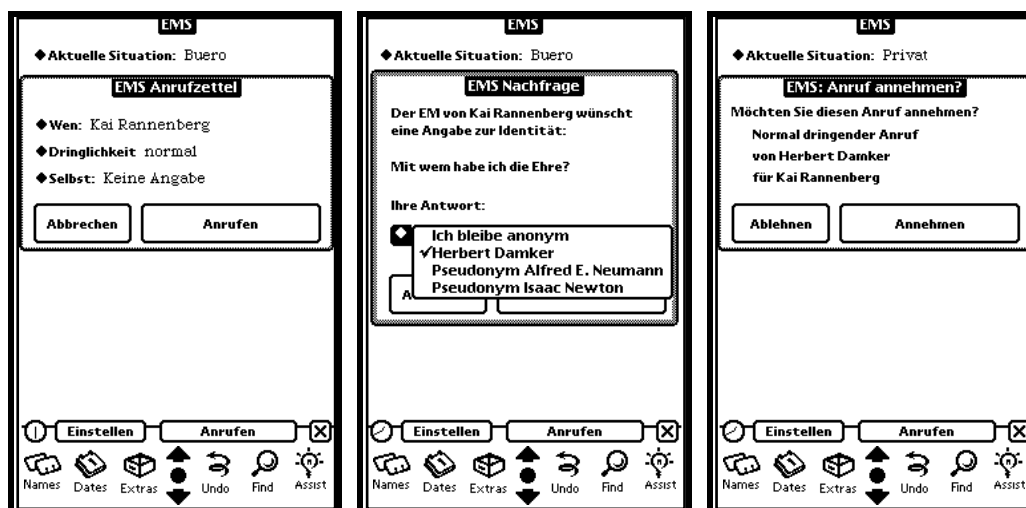 EMS
◆Aktuelle Situation: Buero
EMS Anrufzettel
◆Wen: Kai Rannenberg
◆Dringlichkeit normal
◆Selbst: Keine Angabe
Abbrechen Anrufen
Einstellen Anrufen
Names Dates Extras Undo Find Assist
EMS
◆Aktuelle Situation: Buero
EMS Nachfrage
Der EM von Kai Rannenberg wünscht
eine Angabe zur Identität:
Mit wem habe ich die Ehre?
Ihre Antwort:
Ich bleibe anonym
✓Herbert Damker
Pseudonym Alfred E. Neumann
Pseudonym Isaac Newton
A
Einstellen Anrufen
Names Dates Extras Undo Find Assist
EMS
◆Aktuelle Situation: Privat
EMS: Anruf annehmen?
Möchten Sie diesen Anruf annehmen?
Normal dringender Anruf
von Herbert Damker
für Kai Rannenberg
Ablehnen Annehmen
Einstellen Anrufen
Names Dates Extras Undo Find Assist